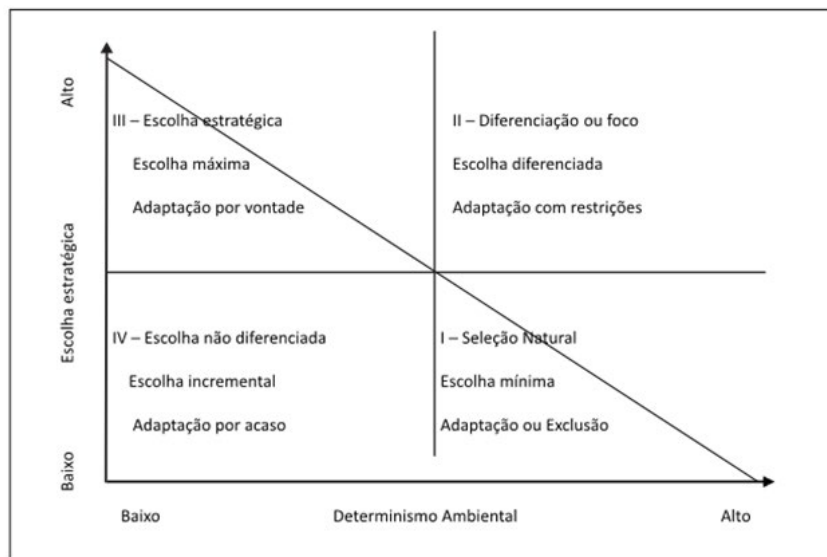 Alto
III – Escolha estratégica
Escolha máxima
Adaptação por vontade
II – Diferenciação ou foco
Escolha diferenciada
Adaptação com restrições
Escolha estratégica
IV – Escolha não diferenciada
Escolha incremental
Adaptação por acaso
I – Seleção Natural
Escolha mínima
Adaptação ou Exclusão
Baixo
Baixo
Determinismo Ambiental
Alto